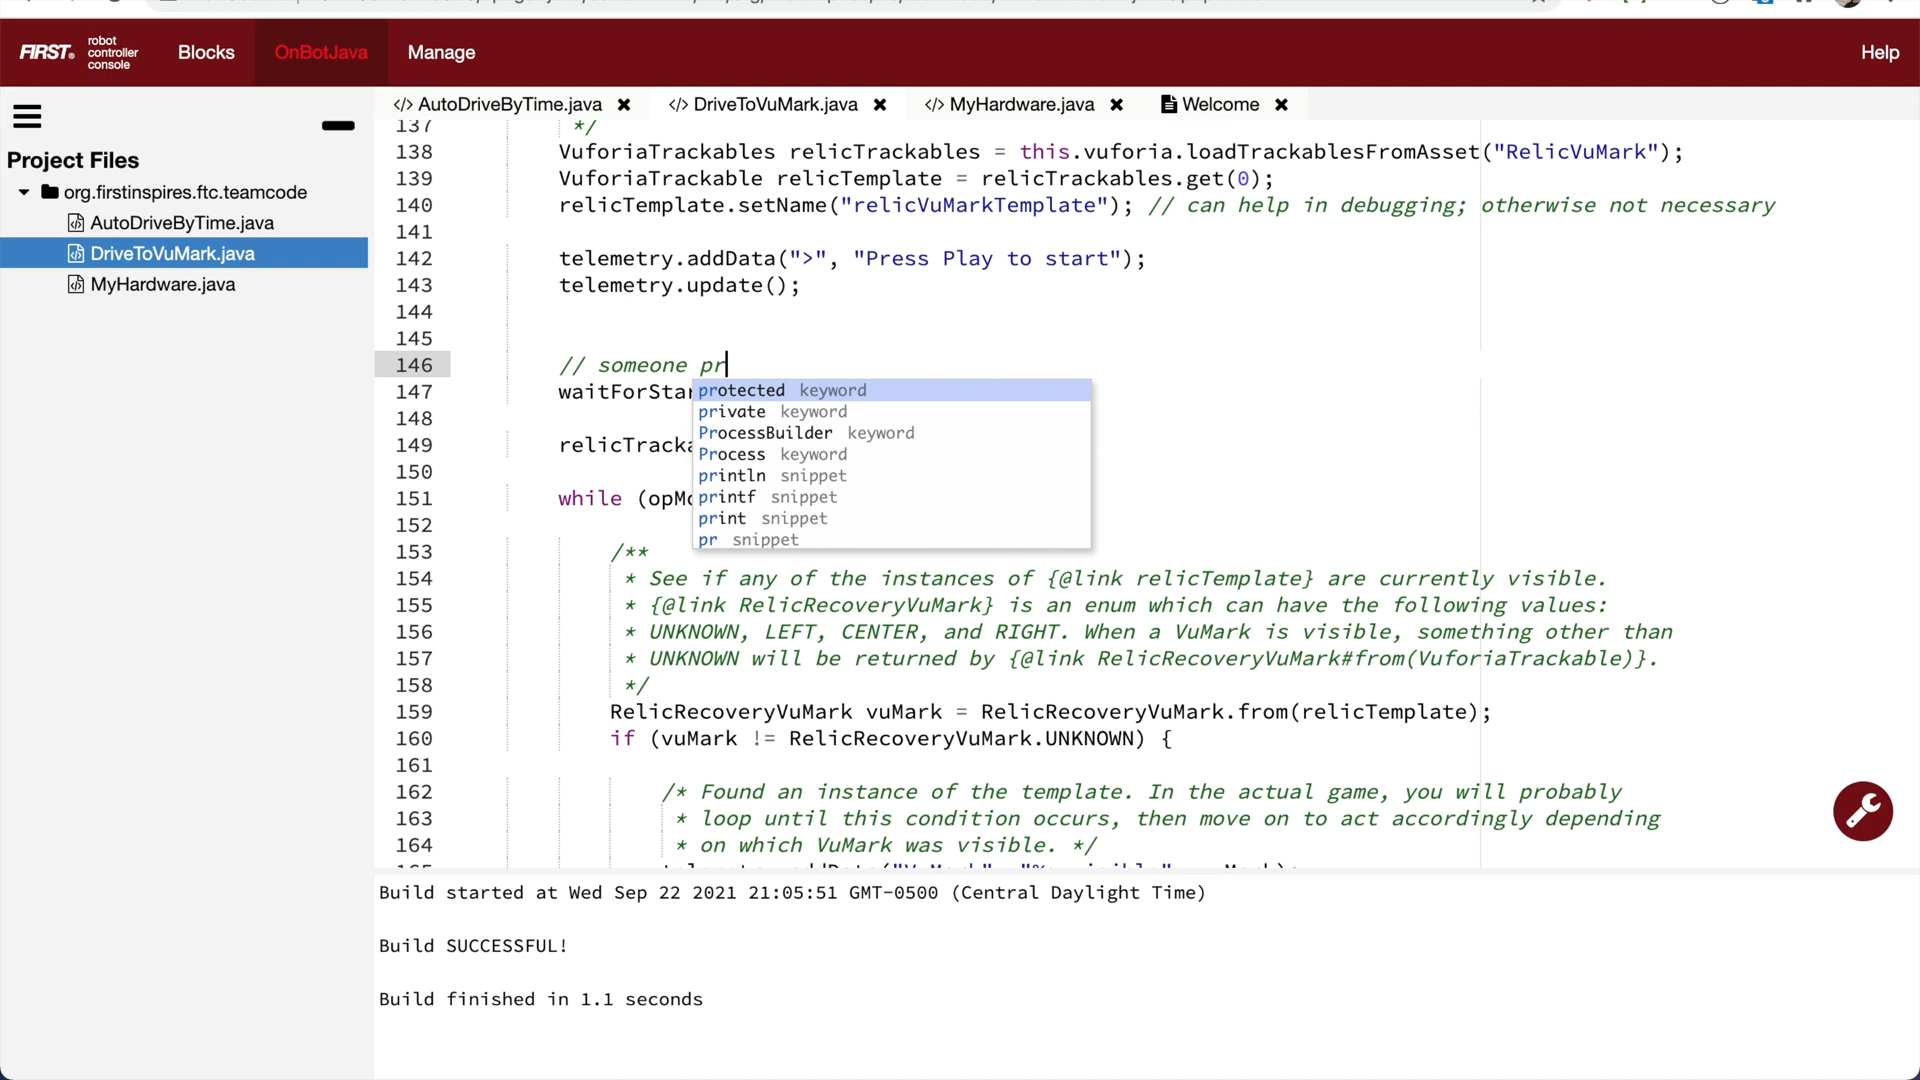 FIRST® robot controller console
Blocks
OnBotJava
Manage
Help
Project Files
org.firstinspires.ftc.teamcode
AutoDriveByTime.java
DriveToVuMark.java
MyHardware.java
</> AutoDriveByTime.java ✖
</> DriveToVuMark.java ✖
</> MyHardware.java ✖
Welcome ✖
137 */
138 VuforiaTrackables relicTrackables = this.vuforia.loadTrackablesFromAsset("RelicVuMark");
139 VuforiaTrackable relicTemplate = relicTrackables.get(0);
140 relicTemplate.setName("relicVuMarkTemplate"); // can help in debugging; otherwise not necessary
141
142 telemetry.addData(">", "Press Play to start");
143 telemetry.update();
144
145
146 // someone pr
147 waitForStar
148
149 relicTracka
150
151 while (opMo
152
protected keyword
private keyword
ProcessBuilder keyword
Process keyword
println snippet
printf snippet
print snippet
pr snippet
153 /**
154 * See if any of the instances of {@link relicTemplate} are currently visible.
155 * {@link RelicRecoveryVuMark} is an enum which can have the following values:
156 * UNKNOWN, LEFT, CENTER, and RIGHT. When a VuMark is visible, something other than
157 * UNKNOWN will be returned by {@link RelicRecoveryVuMark#from(VuforiaTrackable)}.
158 */
159 RelicRecoveryVuMark vuMark = RelicRecoveryVuMark.from(relicTemplate);
160 if (vuMark != RelicRecoveryVuMark.UNKNOWN) {
161
162 /* Found an instance of the template. In the actual game, you will probably
163 * loop until this condition occurs, then move on to act accordingly depending
164 * on which VuMark was visible. */
Build started at Wed Sep 22 2021 21:05:51 GMT-0500 (Central Daylight Time)
Build SUCCESSFUL!
Build finished in 1.1 seconds